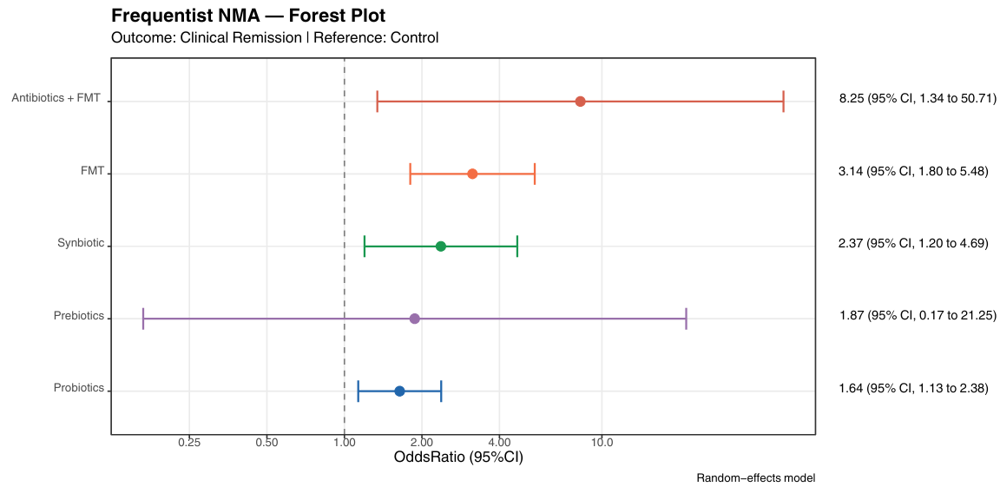 Frequentist NMA — Forest Plot
Outcome: Clinical Remission | Reference: Control
Antibiotics + FMT 8.25 (95% CI, 1.34 to 50.71)
FMT 3.14 (95% CI, 1.80 to 5.48)
Synbiotic 2.37 (95% CI, 1.20 to 4.69)
Prebiotics 1.87 (95% CI, 0.17 to 21.25)
Probiotics 1.64 (95% CI, 1.13 to 2.38)
0.25 0.50 1.00 2.00 4.00 10.0
OddsRatio (95%CI)
Random−effects model